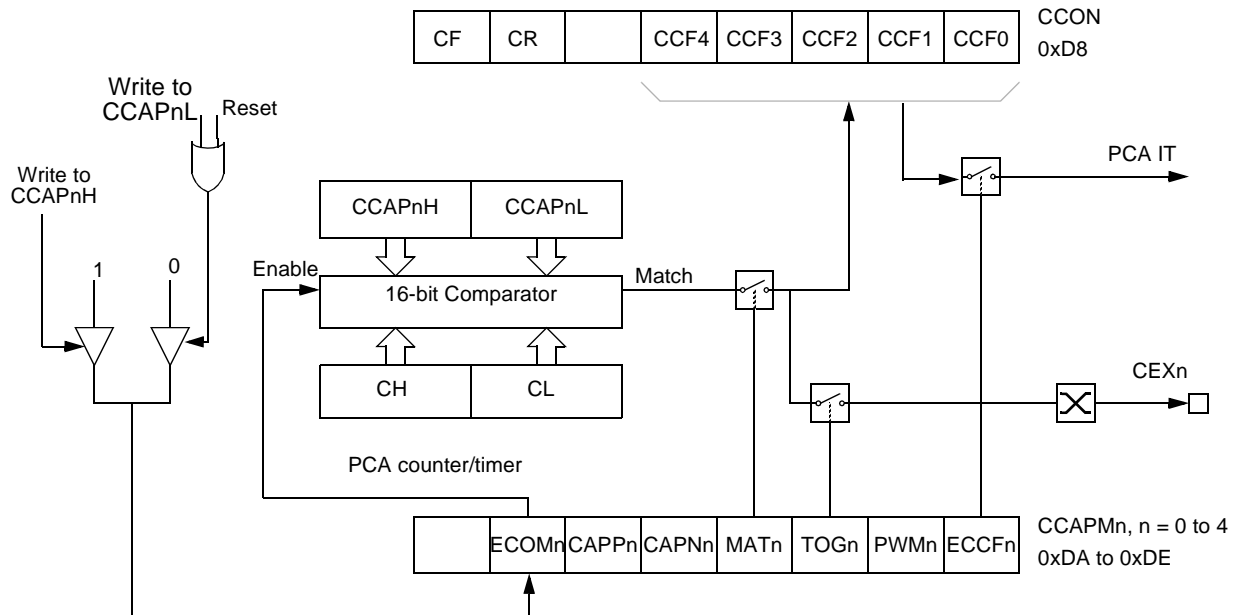 CCON
CF CR CCF4 CCF3 CCF2 CCF1 CCF0
0xD8
Write to
CCAPnL Reset
PCA IT
Write to
CCAPnH
CCAPnH CCAPnL
1 0 Enable Match
16-bit Comparator
CEXn
CH CL
PCA counter/timer
CCAPMn, n = 0 to 4
ECOMn CAPPn CAPNn MATn TOGn PWMn ECCFn
0xDA to 0xDE